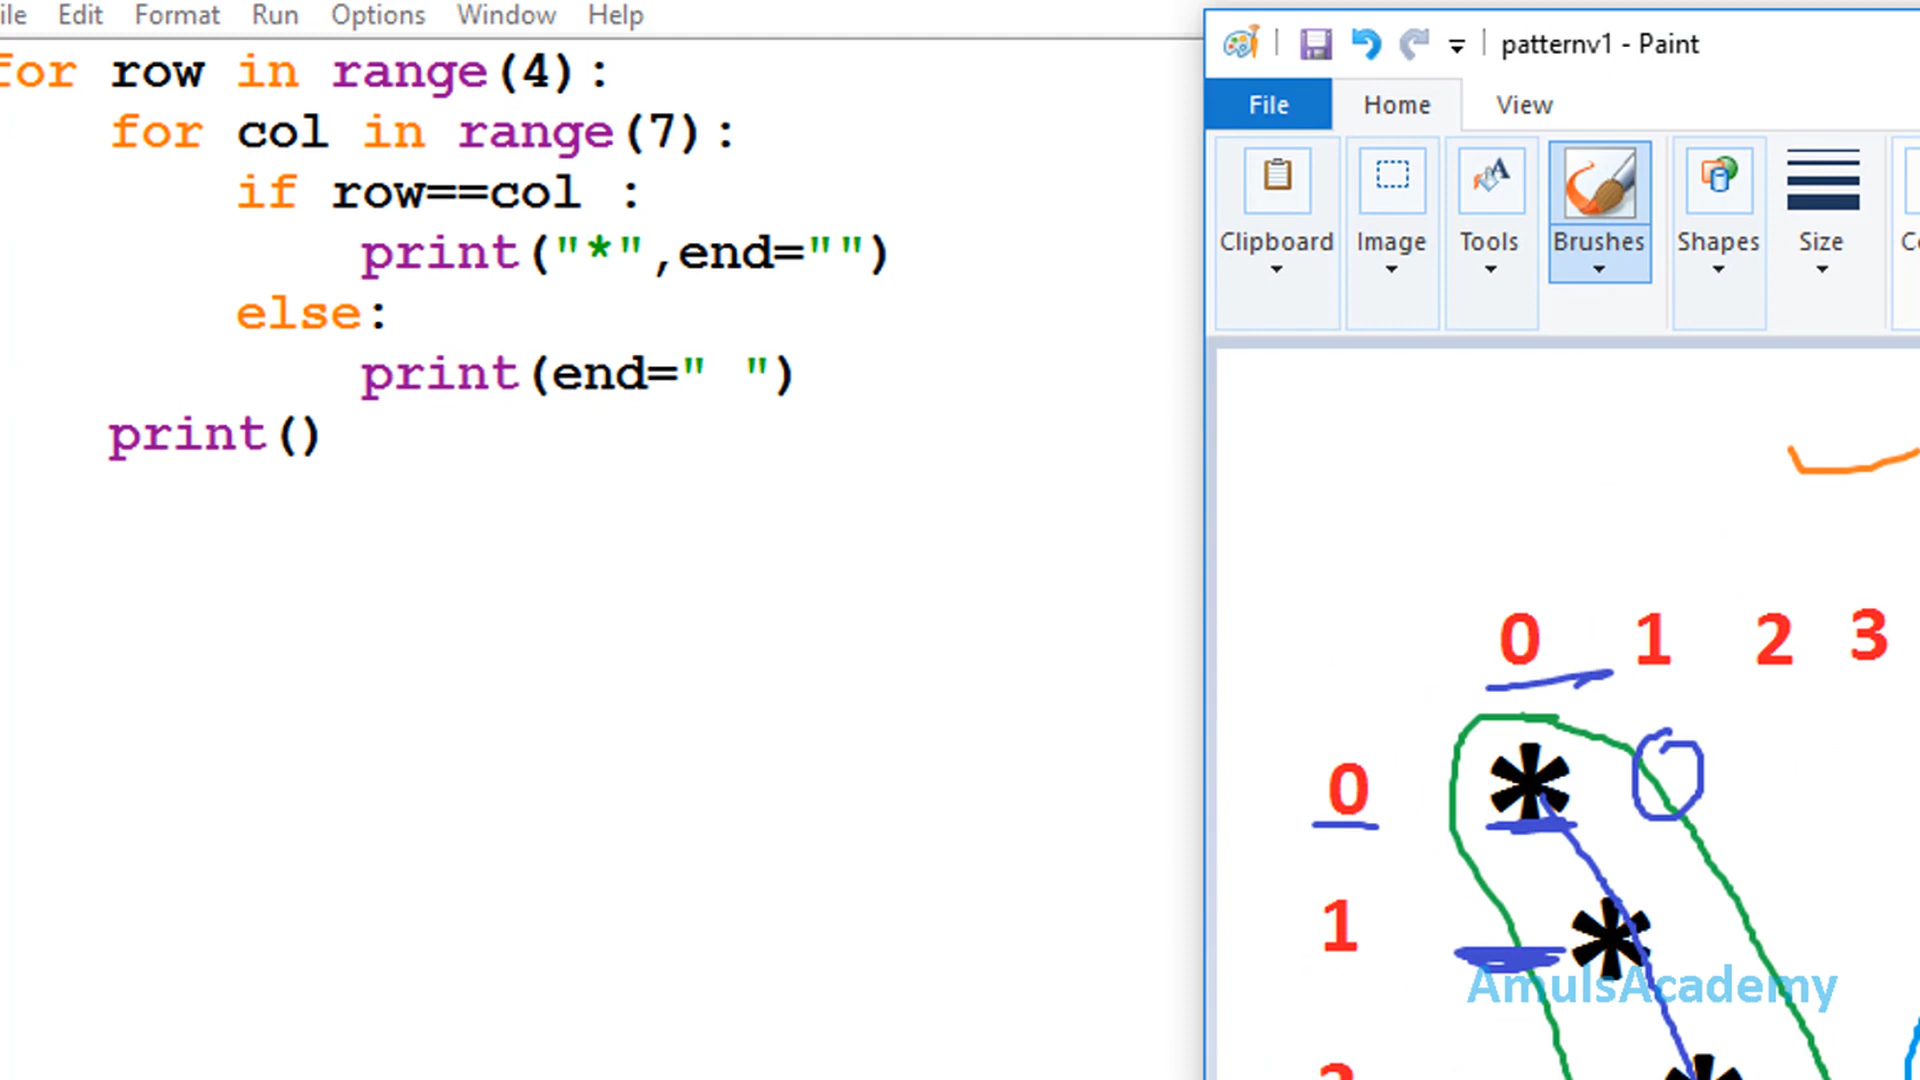 ile Edit Format Run Options Window Help
for row in range(4):
for col in range(7):
if row==col :
print("*",end="")
else:
print(end=" ")
print()
patternv1 - Paint
File Home View
Clipboard Image Tools Brushes Shapes Size
0 1 2 3
0 *
1 *
AmulsAcademy
*